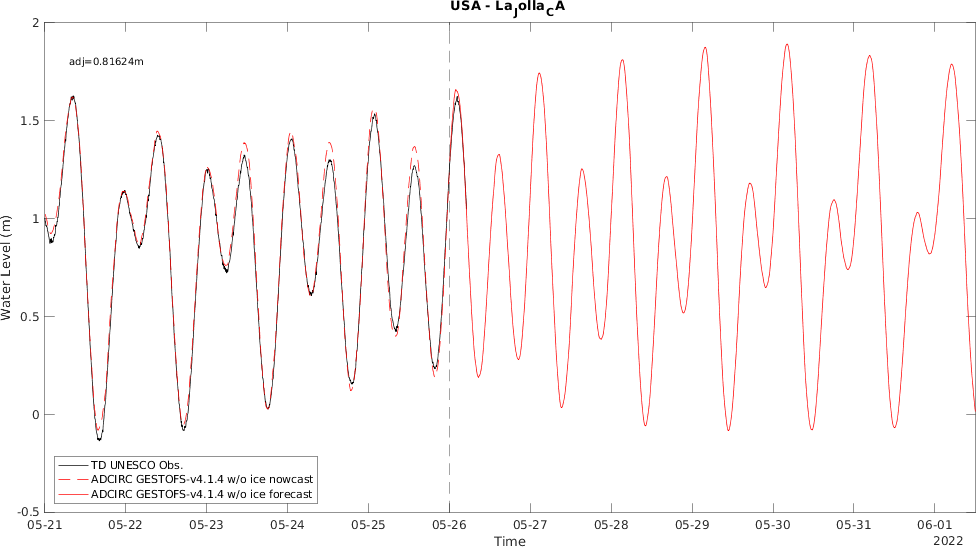 USA - LaJollaCA
2
adj=0.81624m
1.5
1
0.5
0
-0.5
Water Level (m)
TD UNESCO Obs.
ADCIRC GESTOFS-v4.1.4 w/o ice nowcast
ADCIRC GESTOFS-v4.1.4 w/o ice forecast
05-21 05-22 05-23 05-24 05-25 05-26 05-27 05-28 05-29 05-30 05-31 06-01
Time
2022